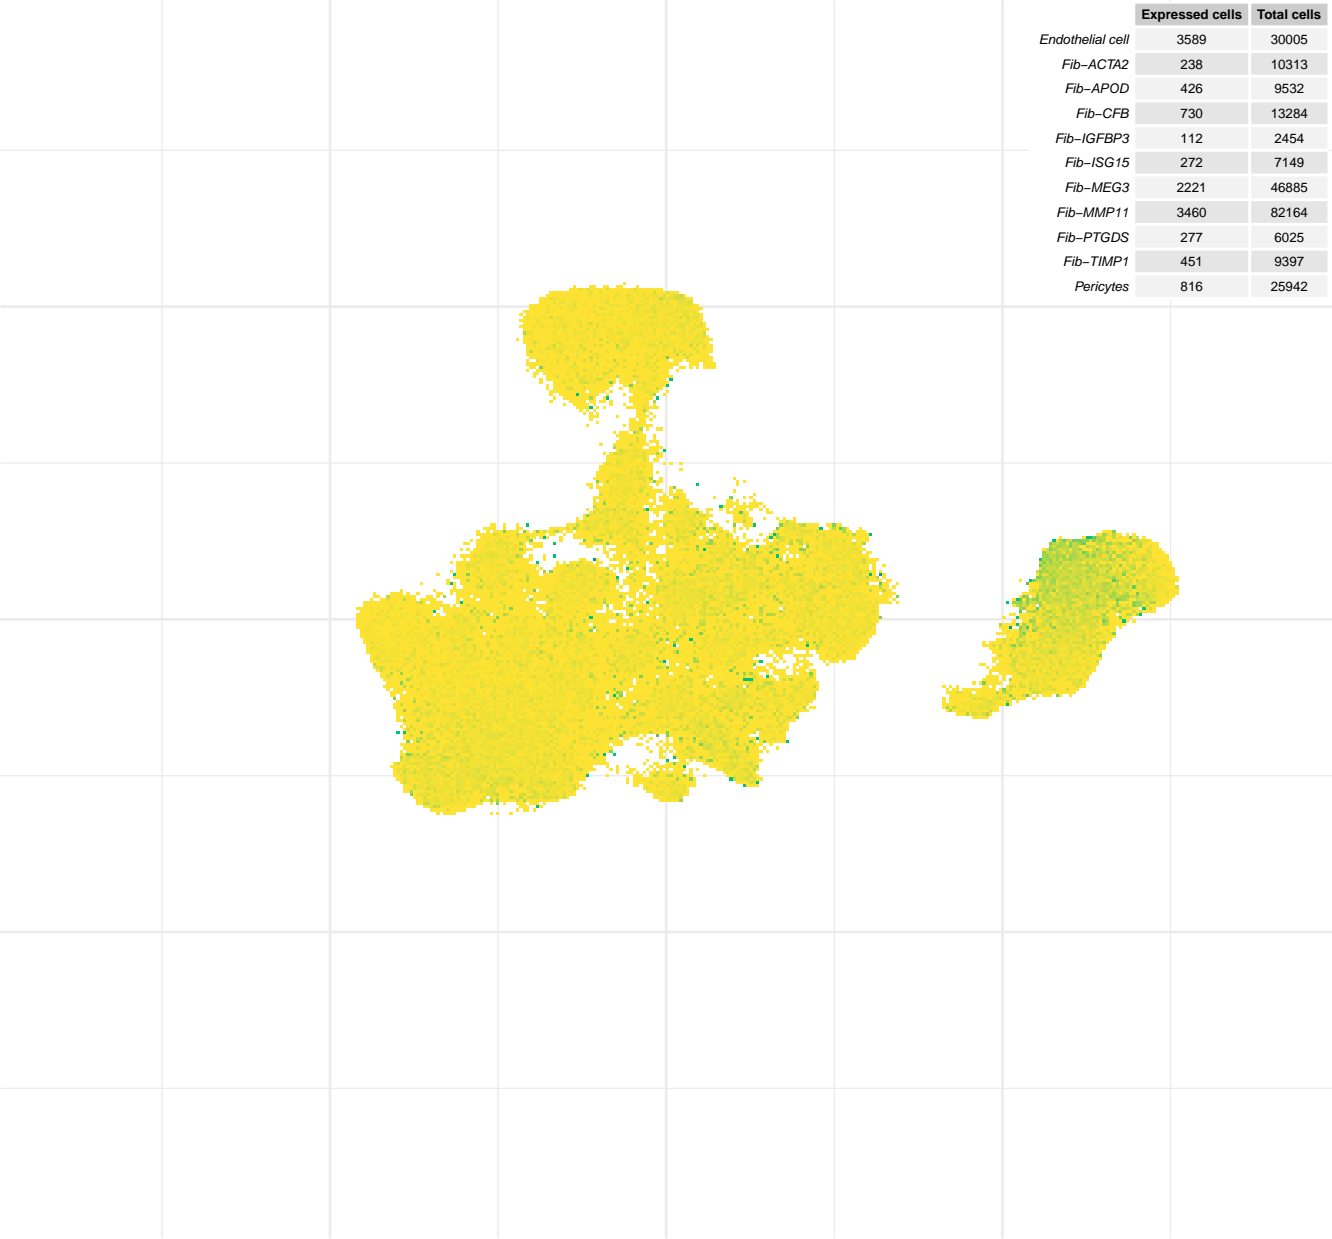 Expressed cells Total cells
Endothelial cell 3589 30005
Fib−ACTA2 238 10313
Fib−APOD 426 9532
Fib−CFB 730 13284
Fib−IGFBP3 112 2454
Fib−ISG15 272 7149
Fib−MEG3 2221 46885
Fib−MMP11 3460 82164
Fib−PTGDS 277 6025
Fib−TIMP1 451 9397
Pericytes 816 25942